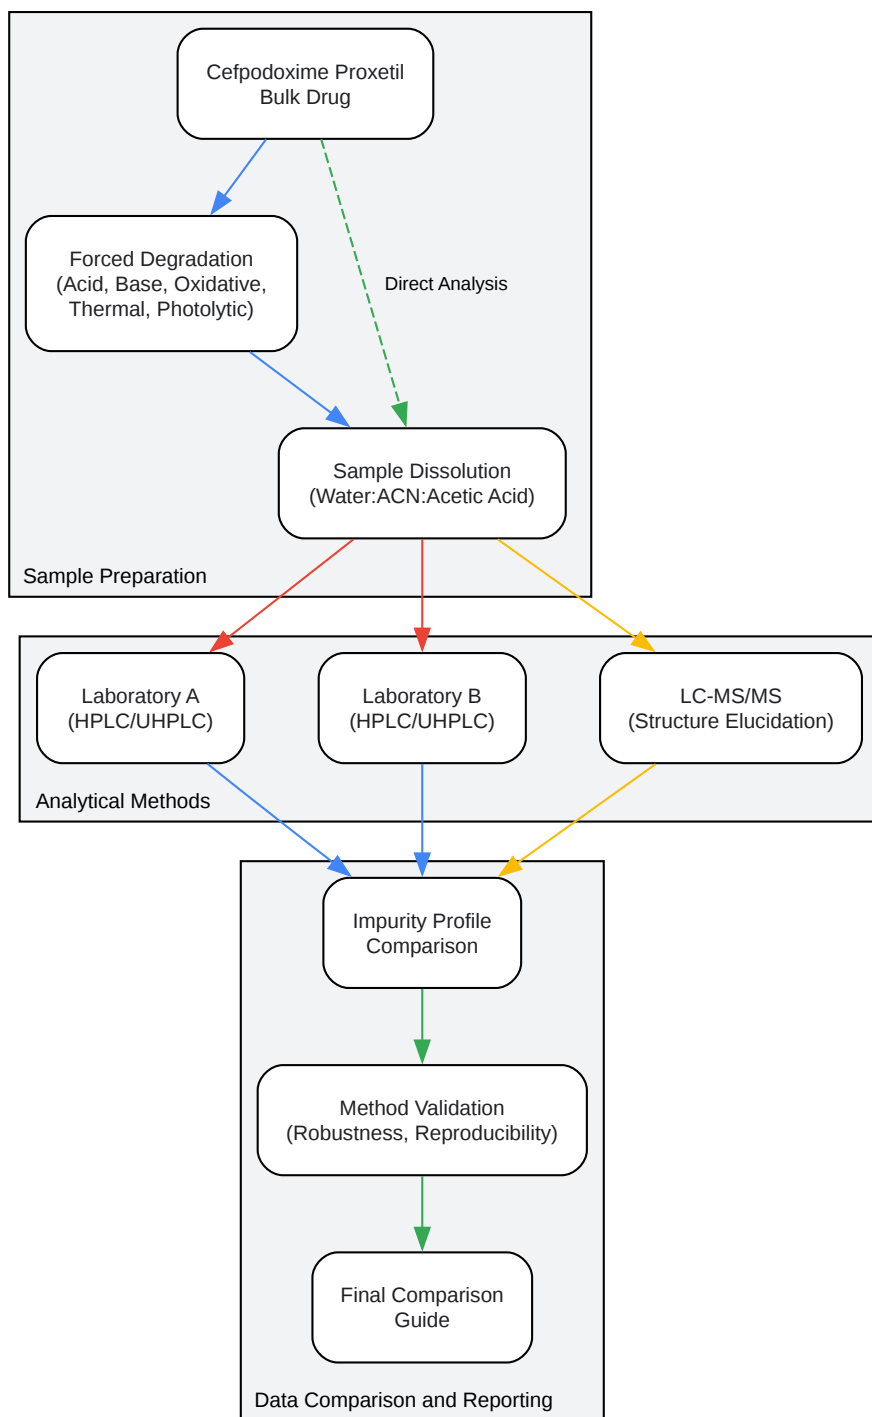 Cefpodoxime Proxetil
Bulk Drug
Forced Degradation
(Acid, Base, Oxidative,
Thermal, Photolytic)
Direct Analysis
Sample Dissolution
(Water:ACN:Acetic Acid)
Sample Preparation
Laboratory A
(HPLC/UHPLC)
Laboratory B
(HPLC/UHPLC)
LC-MS/MS
(Structure Elucidation)
Analytical Methods
Impurity Profile
Comparison
Method Validation
(Robustness, Reproducibility)
Final Comparison
Guide
Data Comparison and Reporting